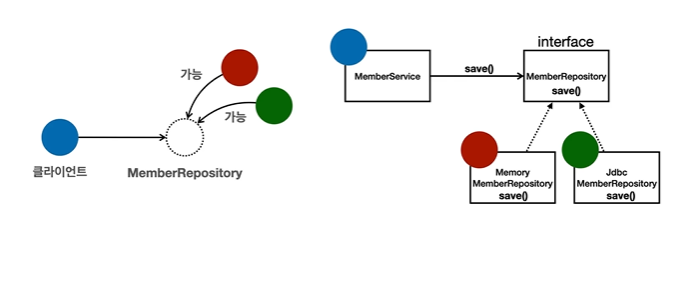 가능
가능
클라이언트
MemberRepository
interface
MemberService
save()
MemberRepository
save()
Memory
MemberRepository
save()
Jdbc
MemberRepository
save()